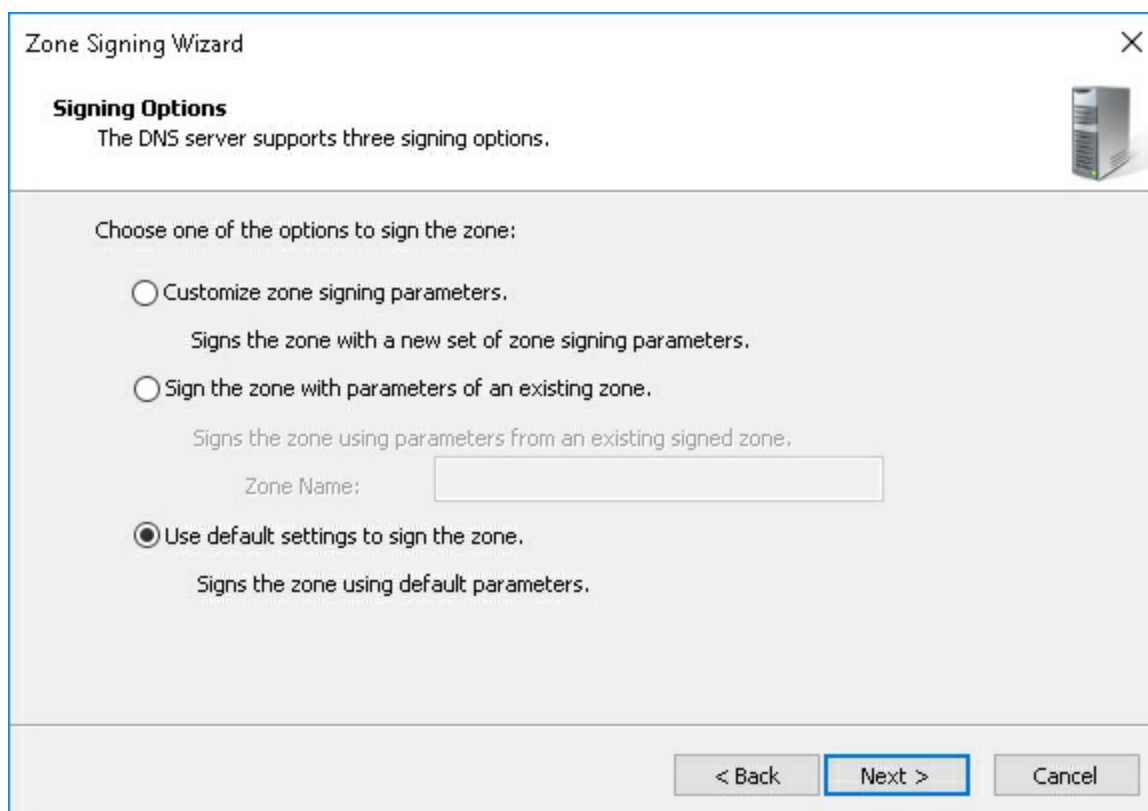 Zone Signing Wizard
Signing Options
The DNS server supports three signing options.
Choose one of the options to sign the zone:
Customize zone signing parameters.
Signs the zone with a new set of zone signing parameters.
Sign the zone with parameters of an existing zone.
Signs the zone using parameters from an existing signed zone.
Zone Name:
Use default settings to sign the zone.
Signs the zone using default parameters.
< Back Next > Cancel